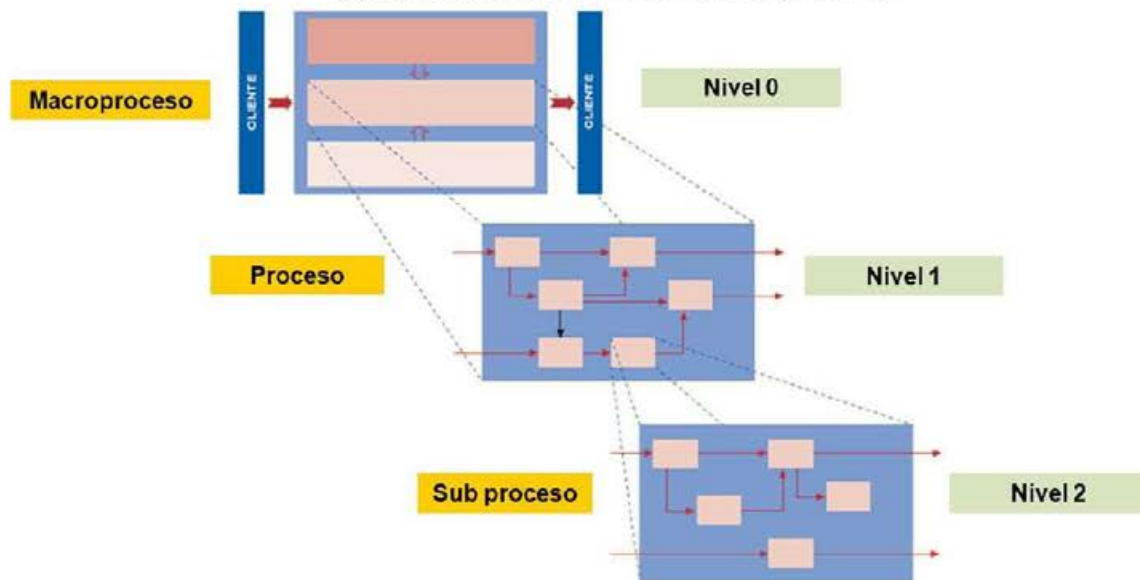 Macroproceso
CLIENTE
CLIENTE
Nivel 0
Proceso
Nivel 1
Sub proceso
Nivel 2